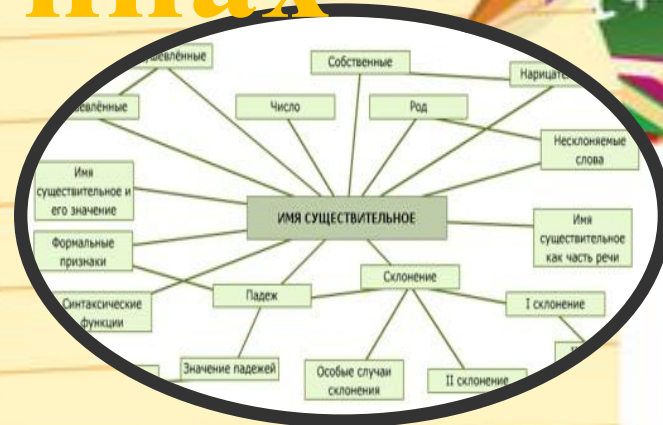 Собственные
Число
Род
Несклоняемые
слова
Имя
существительное и
его значение
ИМЯ СУЩЕСТВИТЕЛЬНОЕ
Имя
существительное
как часть речи
Формальные
признаки
Склонение
Падеж
I склонение
Синтаксические
функции
Значение падежей
Особые случаи
склонения
II склонение